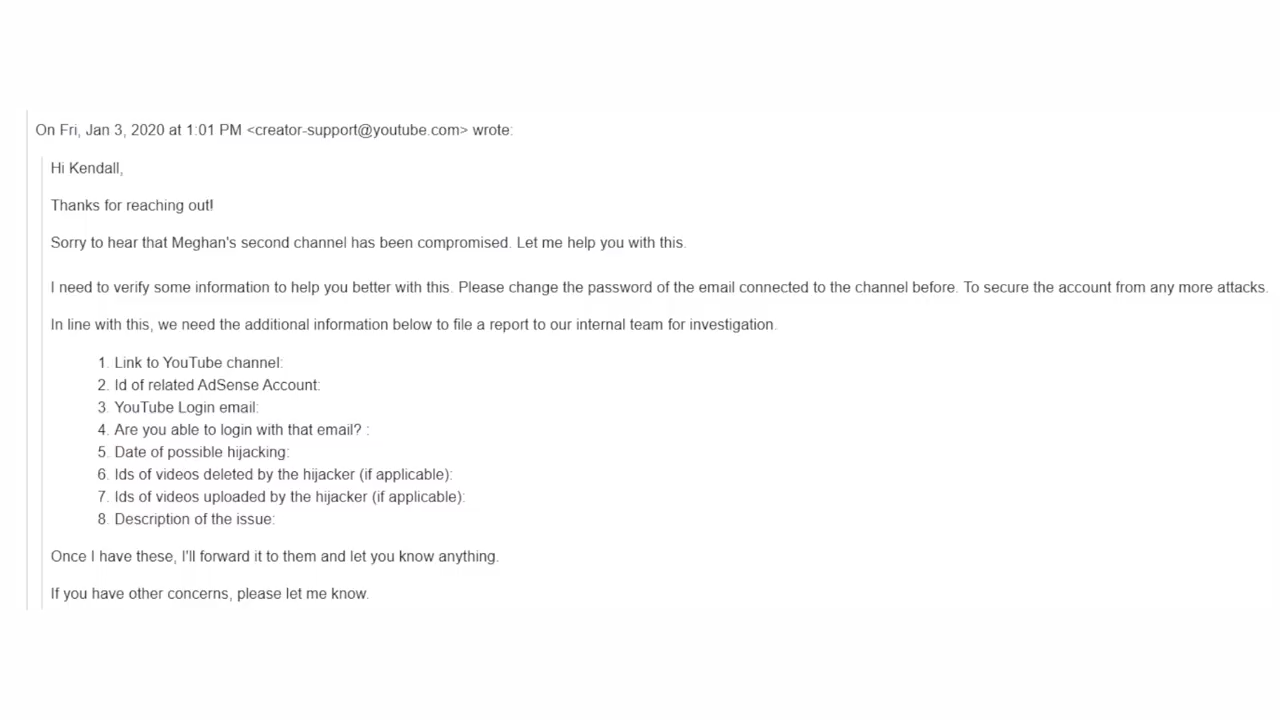 On Fri, Jan 3, 2020 at 1:01 PM <creator-support@youtube.com> wrote:
Hi Kendall,
Thanks for reaching out!
Sorry to hear that Meghan's second channel has been compromised. Let me help you with this.
I need to verify some information to help you better with this. Please change the password of the email connected to the channel before. To secure the account from any more attacks.
In line with this, we need the additional information below to file a report to our internal team for investigation.
1. Link to YouTube channel:
2. Id of related AdSense Account:
3. YouTube Login email:
4. Are you able to login with that email? :
5. Date of possible hijacking:
6. Ids of videos deleted by the hijacker (if applicable):
7. Ids of videos uploaded by the hijacker (if applicable):
8. Description of the issue:
Once I have these, I'll forward it to them and let you know anything.
If you have other concerns, please let me know.